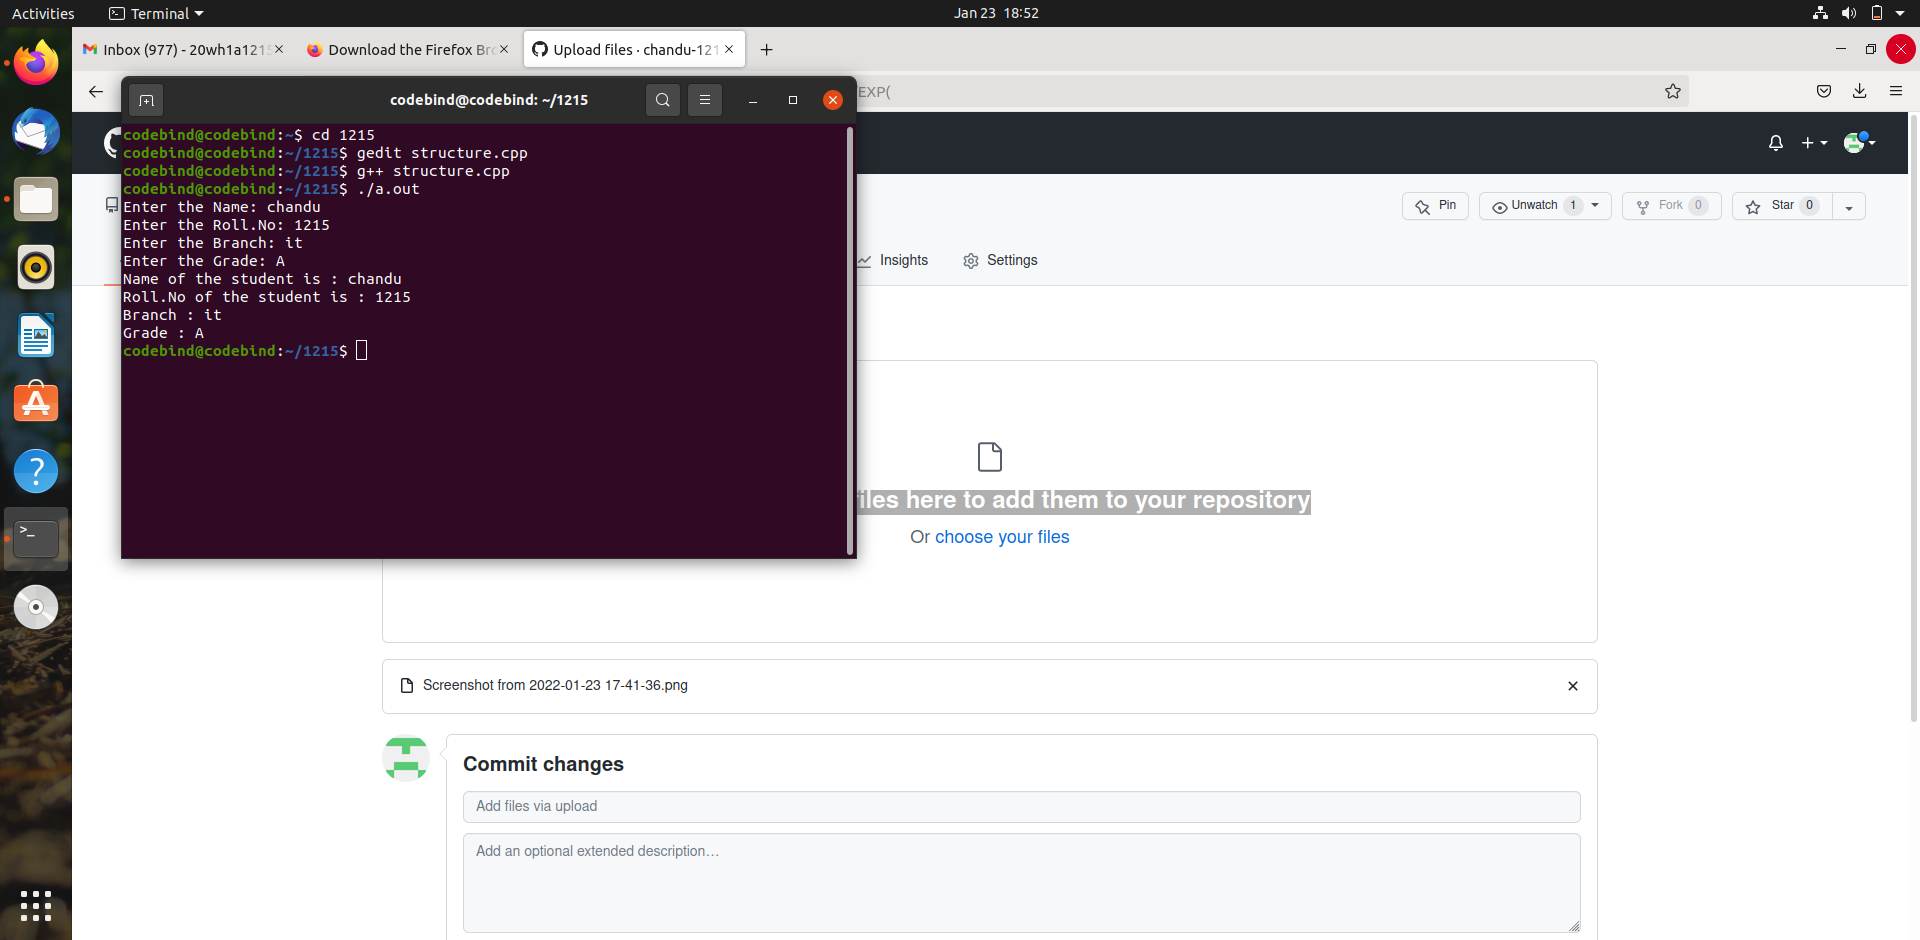 Activities
Terminal
Jan 23 18:52
Inbox (977) - 20wh1a1215
Download the Firefox Bro
Upload files · chandu-121
codebind@codebind: ~/1215
EXP(
codebind@codebind:~$ cd 1215
codebind@codebind:~/1215$ gedit structure.cpp
codebind@codebind:~/1215$ g++ structure.cpp
codebind@codebind:~/1215$ ./a.out
Enter the Name: chandu
Enter the Roll.No: 1215
Enter the Branch: it
Enter the Grade: A
Name of the student is : chandu
Roll.No of the student is : 1215
Branch : it
Grade : A
codebind@codebind:~/1215$
Pin
Unwatch 1
Fork 0
Star 0
Insights
Settings
files here to add them to your repository
Or choose your files
Screenshot from 2022-01-23 17-41-36.png
Commit changes
Add files via upload
Add an optional extended description…